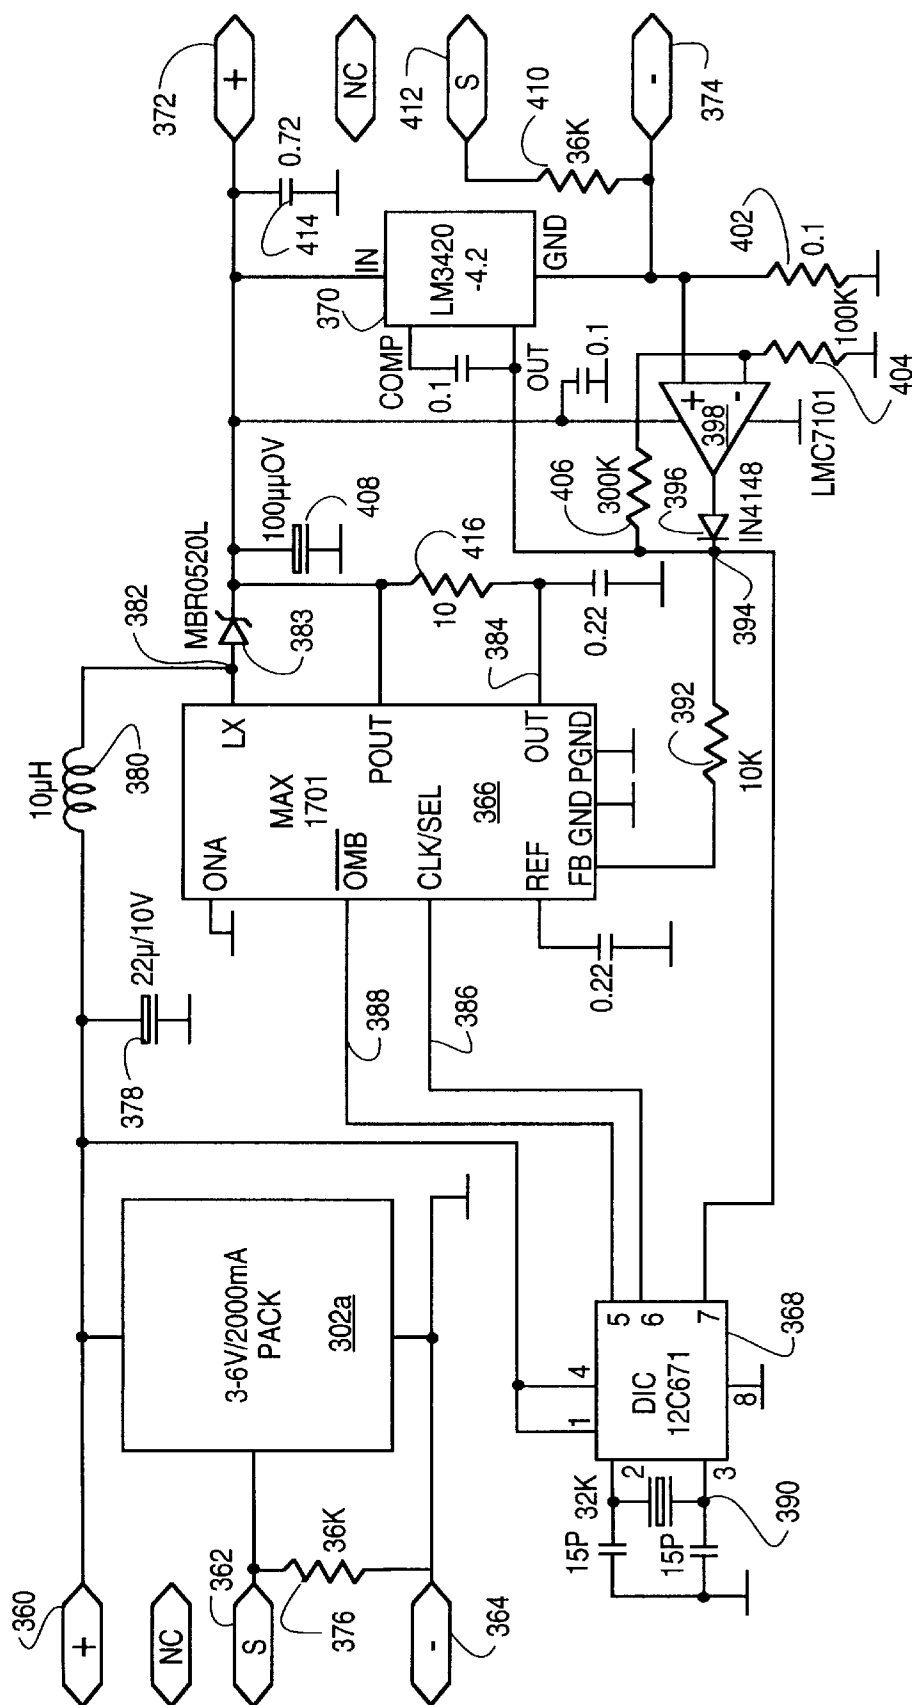 360
+
NC
362
S
376
36K
364
-
3-6V/2000mA
PACK
302a
378
22µ/10V
10µH
380
382
MBR0520L
383
100µµOV
408
372
+
414
0.72
NC
412
S
410
36K
374
-
ONA
LX
MAX
1701
POUT
OMB
CLK/SEL
366
OUT
REF
FB
GND
PGND
388
386
0.22
384
10
416
0.22
370
IN
LM3420
-4.2
GND
COMP
0.1
OUT
0.1
402
0.1
100K
404
406
300K
396
+
-
398
LMC7101
IN4148
394
392
10K
15P
32K
15P
390
2
3
1
4
DIC
12C671
5
6
7
8
368